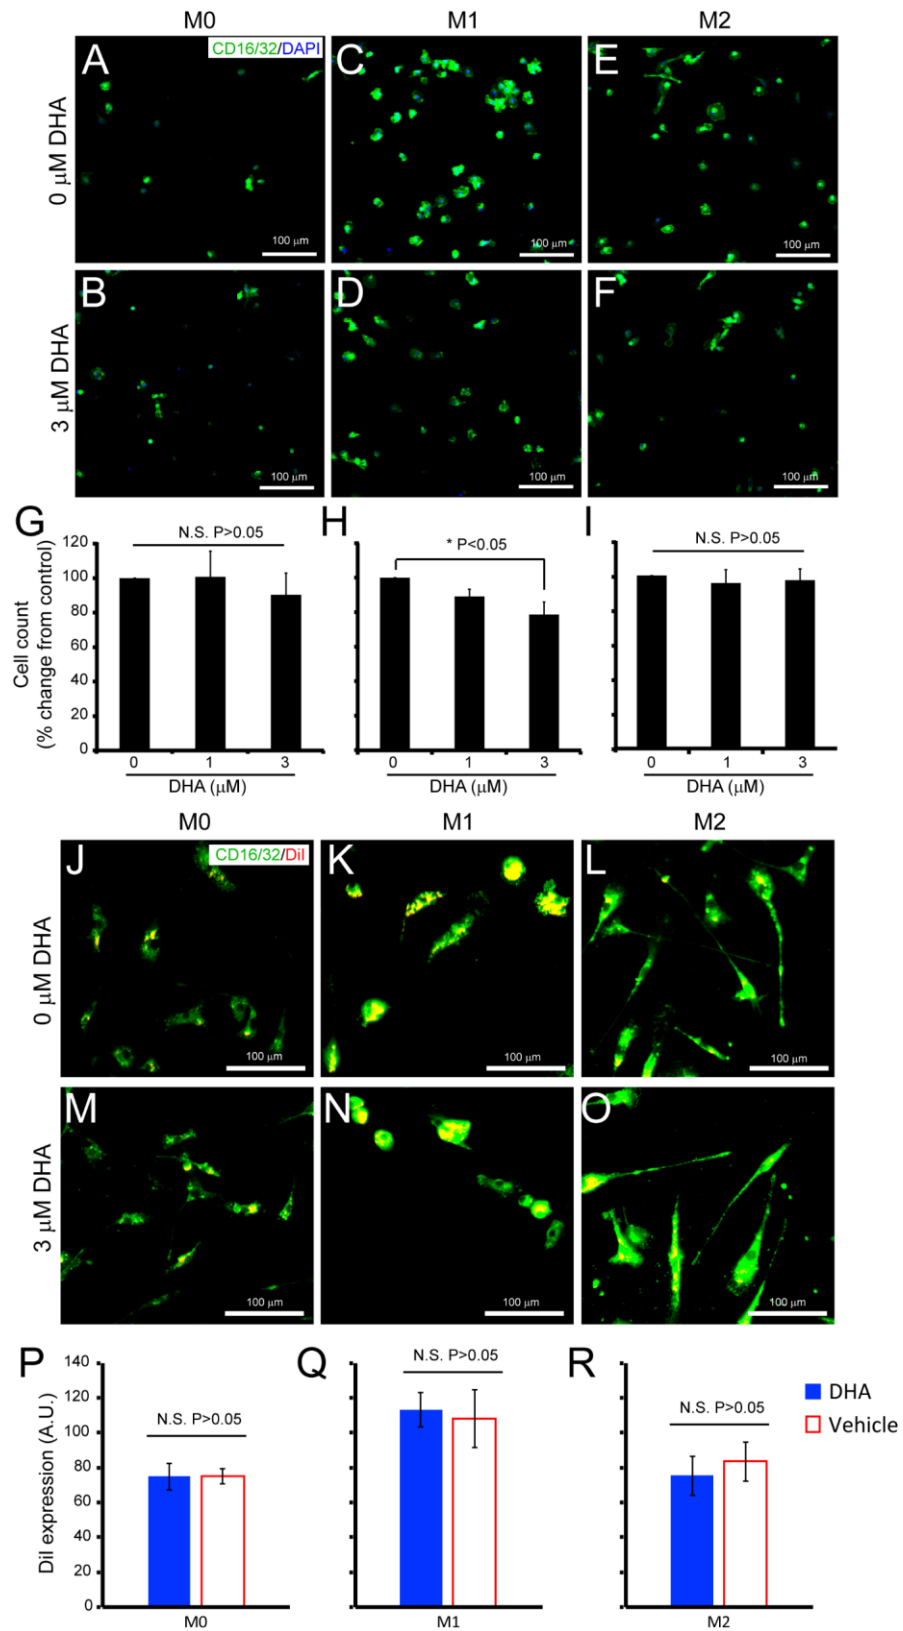 M0 M1 M2
0 μM DHA
A CD16/32/DAPI C E
100 μm 100 μm 100 μm
3 μM DHA
B D F
100 μm 100 μm 100 μm
G H I
N.S. P>0.05 * P<0.05 N.S. P>0.05
Cell count
(% change from control)
120
100
80
60
40
20
0
0 1 3 0 1 3 0 1 3
DHA (μM) DHA (μM) DHA (μM)
M0 M1 M2
0 μM DHA
J CD16/32/DiI K L
100 μm 100 μm 100 μm
3 μM DHA
M N O
100 μm 100 μm 100 μm
P Q R
N.S. P>0.05 N.S. P>0.05 N.S. P>0.05
DHA
Vehicle
DiI expression (A.U.)
140
120
100
80
60
40
20
0
M0 M1 M2